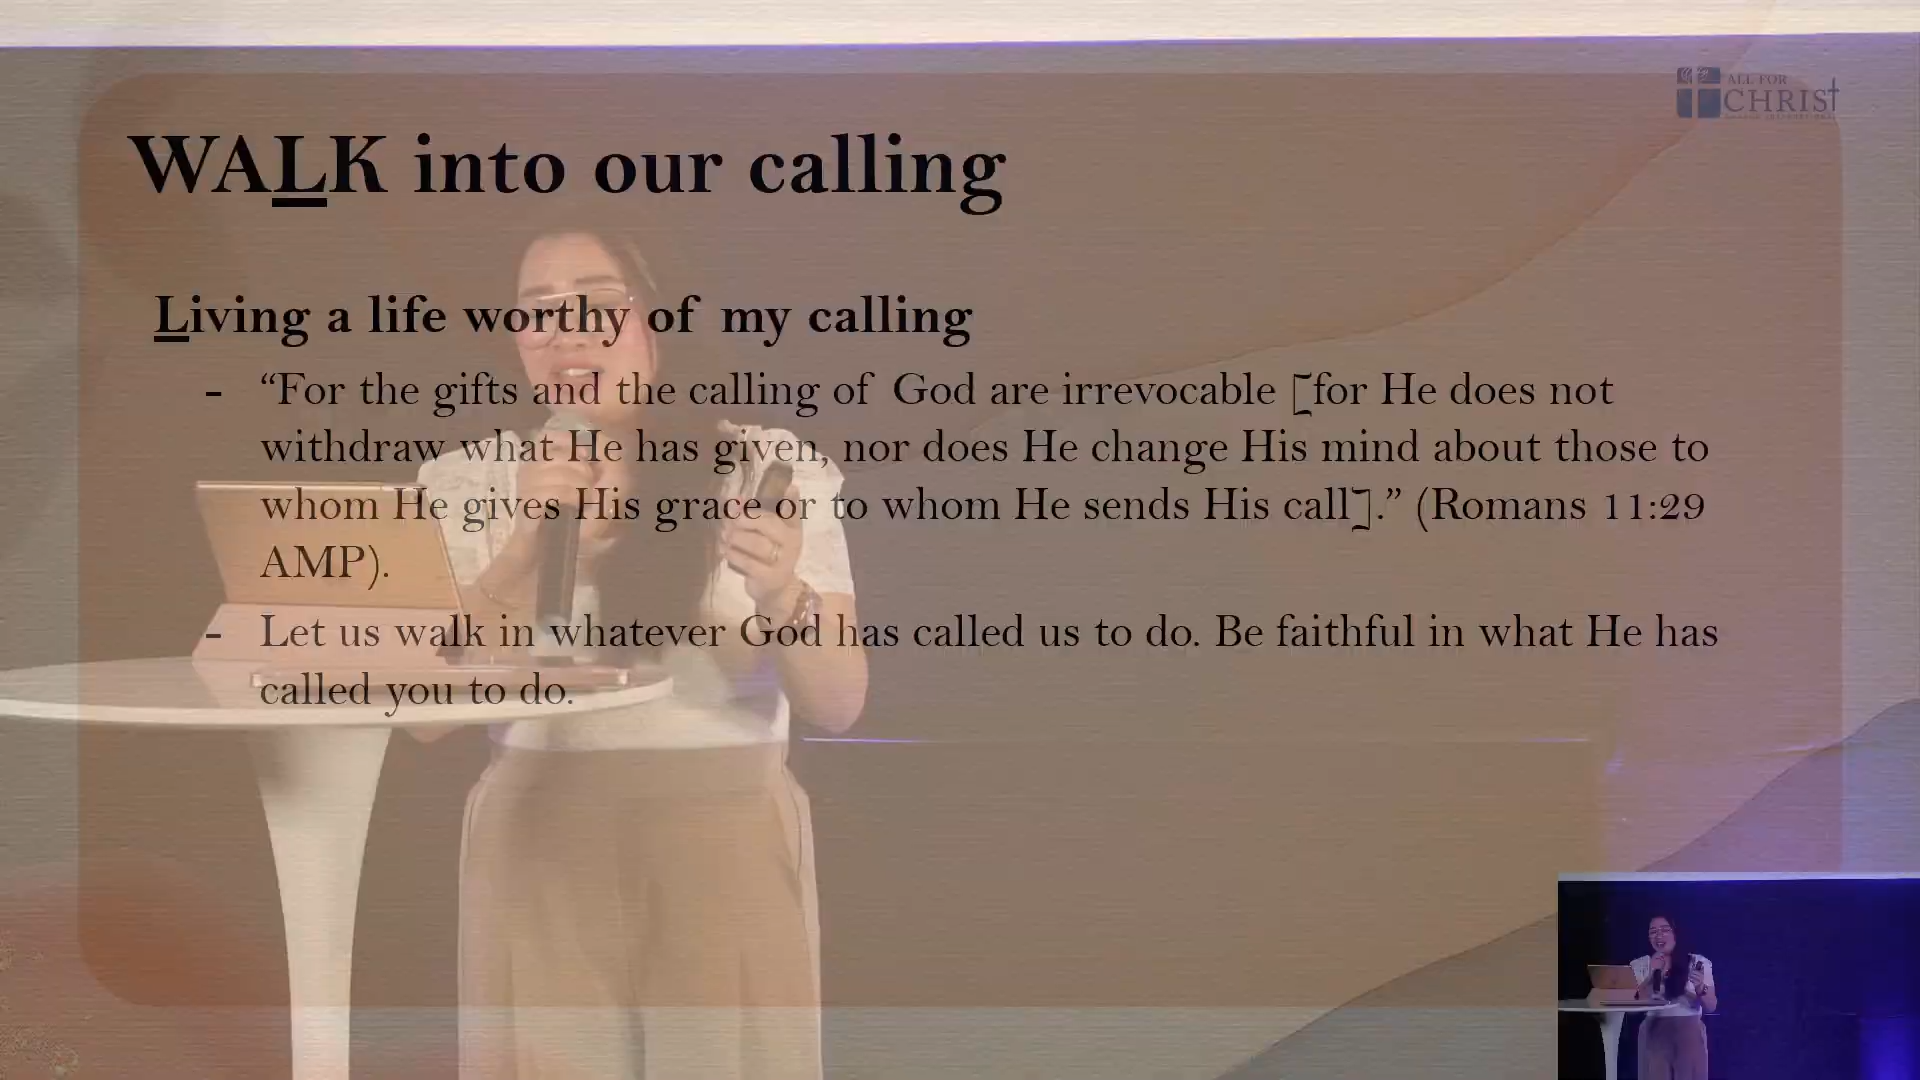 ALL FOR
CHRIST
WALK into our calling
Living a life worthy of my calling
- “For the gifts and the calling of God are irrevocable [for He does not
withdraw what He has given, nor does He change His mind about those to
whom He gives His grace or to whom He sends His call].” (Romans 11:29
AMP).
- Let us walk in whatever God has called us to do. Be faithful in what He has
called you to do.